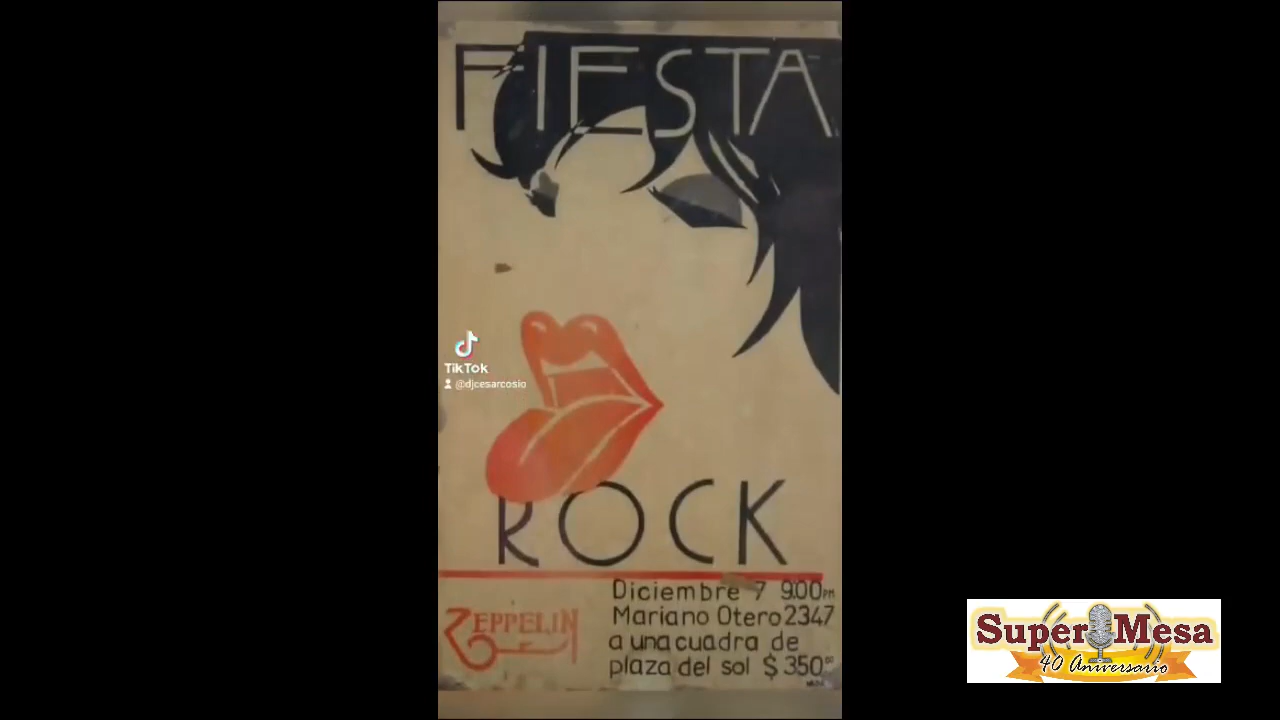 FIESTA
TikTok
@djcesarcosio
ROCK
Diciembre 7 9:00PM
Mariano Otero 2347
a una cuadra de
plaza del sol $350.00
ZEPPELIN
Super Mesa
40 Aniversario